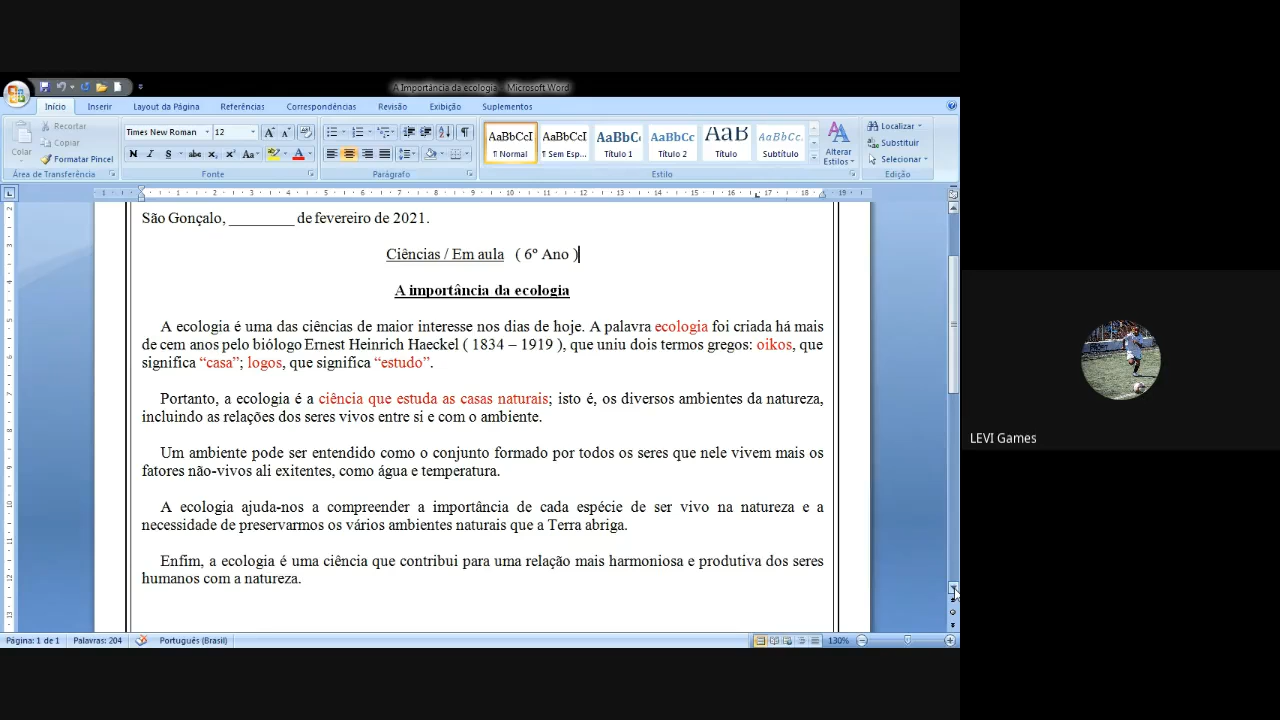 A Importância da ecologia - Microsoft Word
Início Inserir Layout da Página Referências Correspondências Revisão Exibição Suplementos
Recortar
Copiar
Colar
Formatar Pincel
Área de Transferência
Times New Roman 12
Fonte
Parágrafo
AaBbCcI AaBbCcI AaBbC AaBbCc AaB AaBbCc.
¶ Normal ¶ Sem Esp... Título 1 Título 2 Título Subtítulo
Alterar Estilos
Estilo
Localizar
Substituir
Selecionar
Edição
São Gonçalo, _________ de fevereiro de 2021.
Ciências / Em aula ( 6º Ano )
A importância da ecologia
A ecologia é uma das ciências de maior interesse nos dias de hoje. A palavra ecologia foi criada há mais
de cem anos pelo biólogo Ernest Heinrich Haeckel ( 1834 – 1919 ), que uniu dois termos gregos: oikos, que
significa “casa”; logos, que significa “estudo”.
Portanto, a ecologia é a ciência que estuda as casas naturais; isto é, os diversos ambientes da natureza,
incluindo as relações dos seres vivos entre si e com o ambiente.
Um ambiente pode ser entendido como o conjunto formado por todos os seres que nele vivem mais os
fatores não-vivos ali exitentes, como água e temperatura.
A ecologia ajuda-nos a compreender a importância de cada espécie de ser vivo na natureza e a
necessidade de preservarmos os vários ambientes naturais que a Terra abriga.
Enfim, a ecologia é uma ciência que contribui para uma relação mais harmoniosa e produtiva dos seres
humanos com a natureza.
LEVI Games
Página: 1 de 1 Palavras: 204 Português (Brasil) 130%